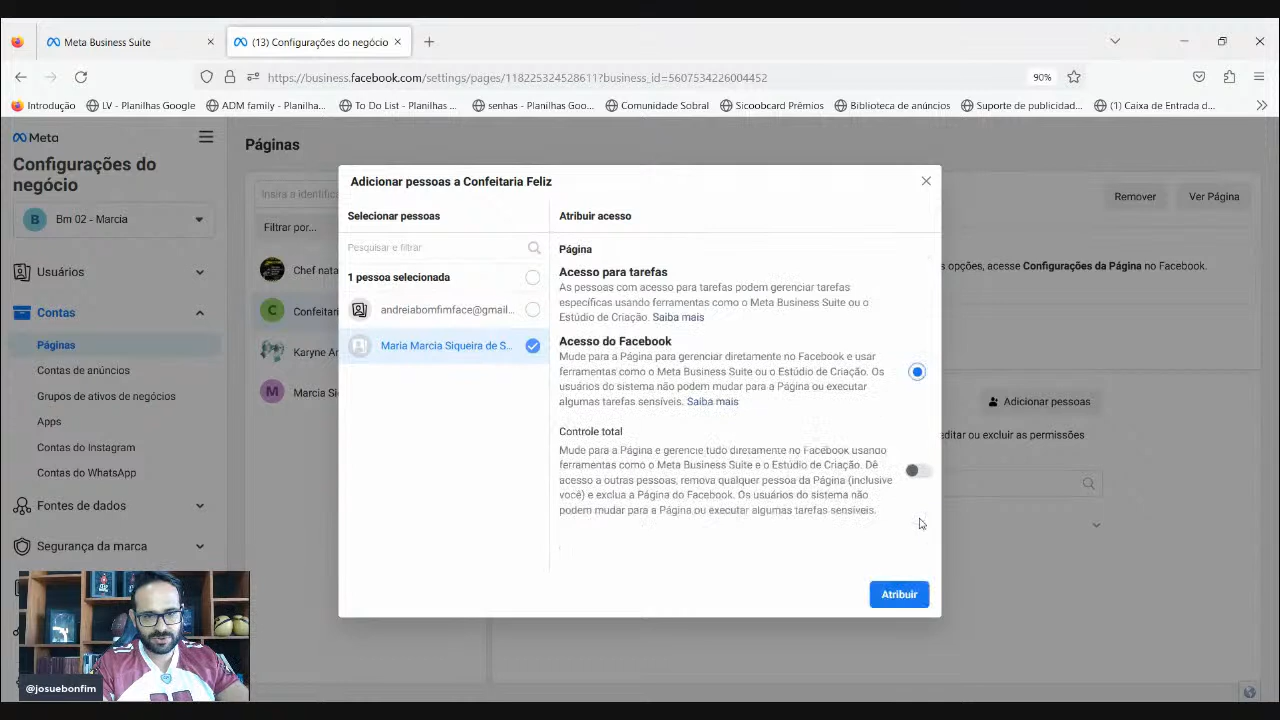 Meta Business Suite
(13) Configurações do negócio
https://business.facebook.com/settings/pages/118225324528611?business_id=5607534226004452
90%
Introdução
LV - Planilhas Google
ADM family - Planilha...
To Do List - Planilhas ...
senhas - Planilhas Goo...
Comunidade Sobral
Sicoobcard Prêmios
Biblioteca de anúncios
Suporte de publicidad...
(1) Caixa de Entrada d...
Meta
Configurações do
negócio
B
Bm 02 - Marcia
Usuários
Contas
Páginas
Contas de anúncios
Grupos de ativos de negócios
Apps
Contas do Instagram
Contas do WhatsApp
Fontes de dados
Segurança da marca
@josuebonfim
Páginas
Insira a identific
Filtrar por...
Chef nata
C
Confeitari
Karyne Ar
M
Marcia Si
Remover
Ver Página
s opções, acesse Configurações da Página no Facebook.
Adicionar pessoas
editar ou excluir as permissões
Adicionar pessoas a Confeitaria Feliz
Selecionar pessoas
Pesquisar e filtrar
1 pessoa selecionada
andreiabomfimface@gmail...
Maria Marcia Siqueira de S...
Atribuir acesso
Página
Acesso para tarefas
As pessoas com acesso para tarefas podem gerenciar tarefas
específicas usando ferramentas como o Meta Business Suite ou o
Estúdio de Criação. Saiba mais
Acesso do Facebook
Mude para a Página para gerenciar diretamente no Facebook e usar
ferramentas como o Meta Business Suite ou o Estúdio de Criação. Os
usuários do sistema não podem mudar para a Página ou executar
algumas tarefas sensíveis. Saiba mais
Controle total
Mude para a Página e gerencie tudo diretamente no Facebook usando
ferramentas como o Meta Business Suite e o Estúdio de Criação. Dê
acesso a outras pessoas, remova qualquer pessoa da Página (inclusive
você) e exclua a Página do Facebook. Os usuários do sistema não
podem mudar para a Página ou executar algumas tarefas sensíveis.
Atribuir